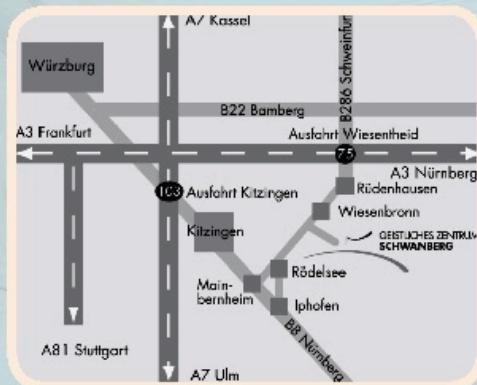 A7 Kassel
B286 Schweinfurt
Würzburg
B22 Bamberg
A3 Frankfurt
Ausfahrt Wiesentheid
75
A3 Nürnberg
103
Ausfahrt Kitzingen
Rüdenhausen
Wiesenbronn
Kitzingen
GEISTLICHES ZENTRUM
SCHWANBERG
Rödelsee
Main-
bernheim
Iphofen
B8 Nürnberg
A81 Stuttgart
A7 Ulm